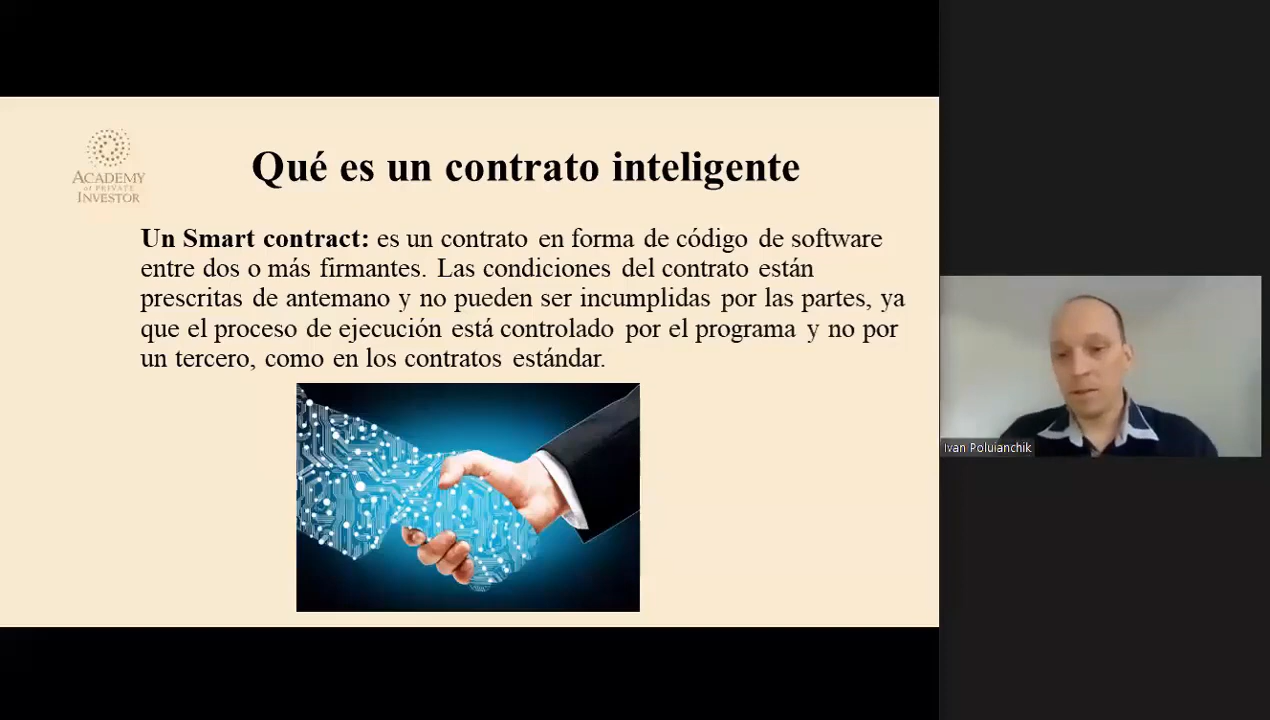 ACADEMY
of PRIVATE
INVESTOR
Qué es un contrato inteligente
Un Smart contract: es un contrato en forma de código de software
entre dos o más firmantes. Las condiciones del contrato están
prescritas de antemano y no pueden ser incumplidas por las partes, ya
que el proceso de ejecución está controlado por el programa y no por
un tercero, como en los contratos estándar.
Ivan Poluianchik